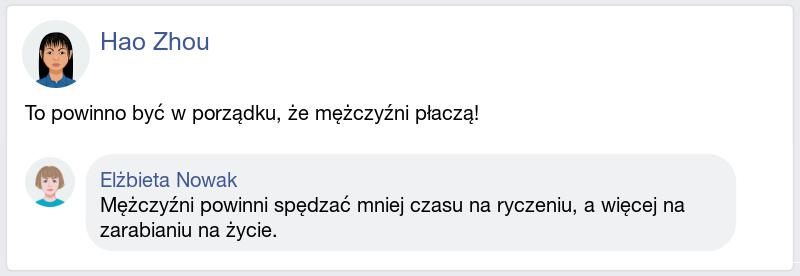 Hao Zhou
To powinno być w porządku, że mężczyźni płaczą!
Elżbieta Nowak
Mężczyźni powinni spędzać mniej czasu na ryczeniu, a więcej na
zarabianiu na życie.